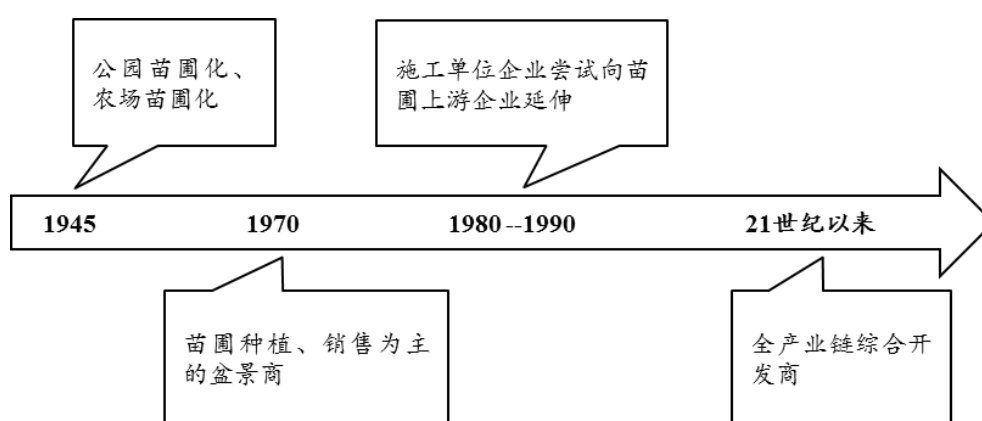 公园苗圃化、
农场苗圃化
施工单位企业尝试向苗
圃上游企业延伸
1945
1970
1980--1990
21世纪以来
苗圃种植、销售为主
的盆景商
全产业链综合开
发商